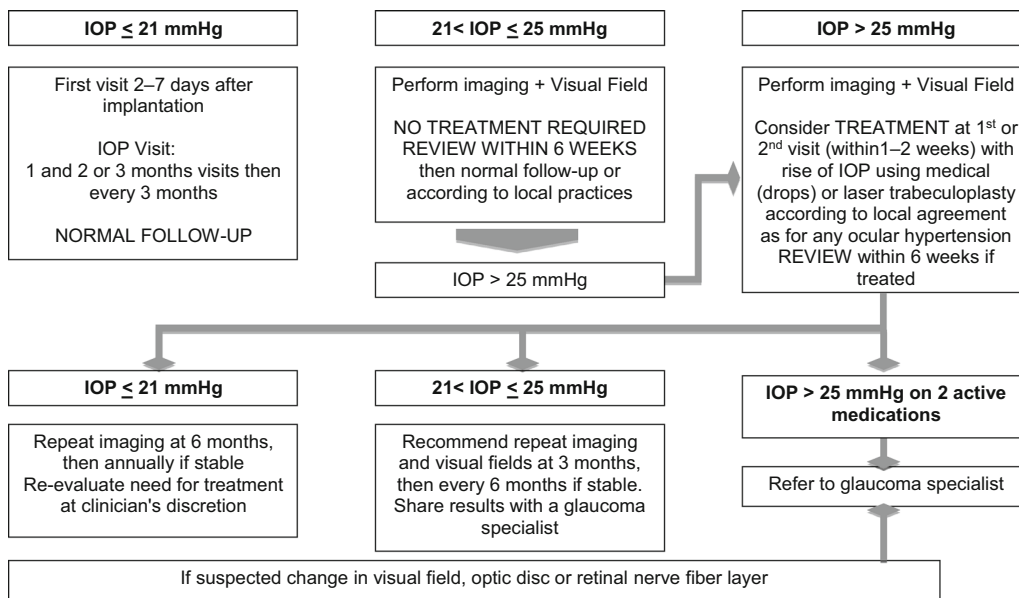 IOP ≤ 21 mmHg
First visit 2–7 days after
implantation
IOP Visit:
1 and 2 or 3 months visits then
every 3 months
NORMAL FOLLOW-UP
21< IOP ≤ 25 mmHg
Perform imaging + Visual Field
NO TREATMENT REQUIRED
REVIEW WITHIN 6 WEEKS
then normal follow-up or
according to local practices
IOP > 25 mmHg
IOP > 25 mmHg
Perform imaging + Visual Field
Consider TREATMENT at 1st or
2nd visit (within1–2 weeks) with
rise of IOP using medical
(drops) or laser trabeculoplasty
according to local agreement
as for any ocular hypertension
REVIEW within 6 weeks if
treated
IOP ≤ 21 mmHg
Repeat imaging at 6 months,
then annually if stable
Re-evaluate need for treatment
at clinician's discretion
21< IOP ≤ 25 mmHg
Recommend repeat imaging
and visual fields at 3 months,
then every 6 months if stable.
Share results with a glaucoma
specialist
IOP > 25 mmHg on 2 active
medications
Refer to glaucoma specialist
If suspected change in visual field, optic disc or retinal nerve fiber layer